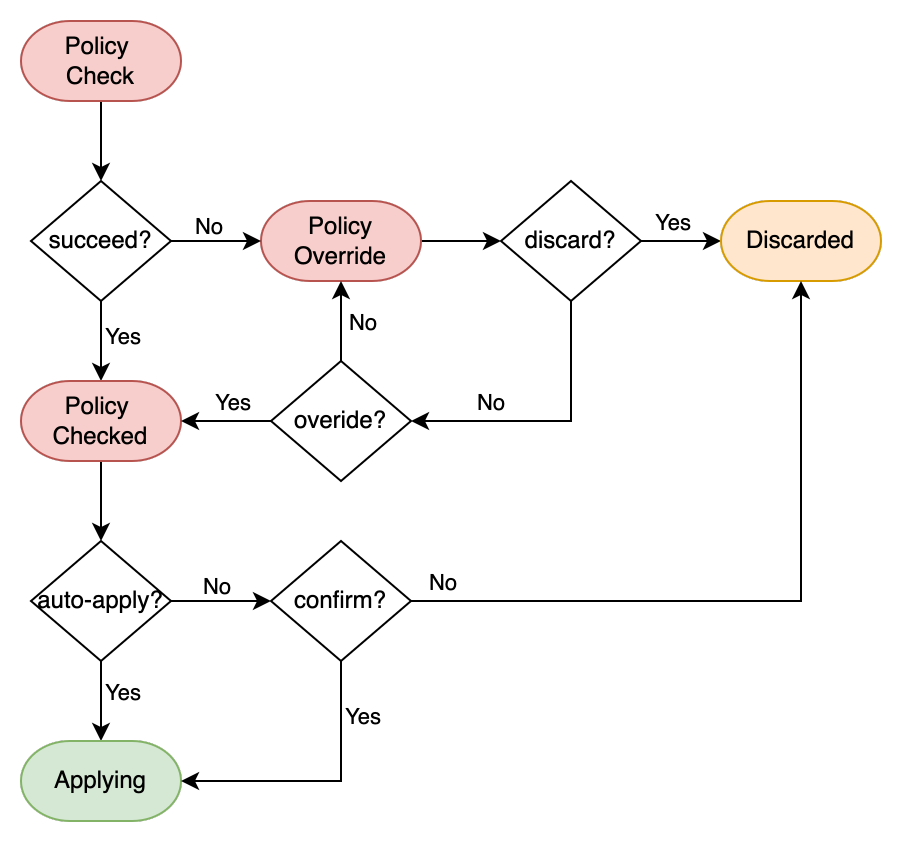 Policy
Check
succeed?
No
Policy
Override
discard?
Yes
Discarded
Yes
No
Policy
Checked
Yes
overide?
No
auto-apply?
No
confirm?
No
Yes
Yes
Applying